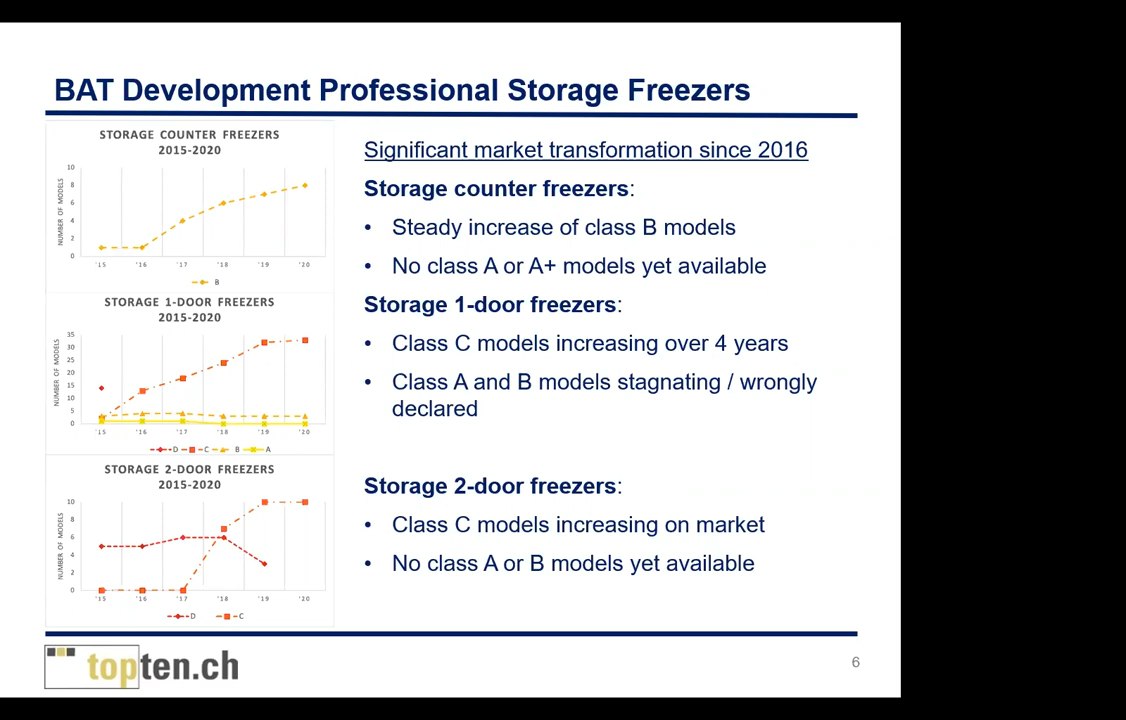 BAT Development Professional Storage Freezers
STORAGE COUNTER FREEZERS
2015-2020
NUMBER OF MODELS
10
8
6
4
2
0
'15 '16 '17 '18 '19 '20
B
STORAGE 1-DOOR FREEZERS
2015-2020
NUMBER OF MODELS
35
30
25
20
15
10
5
0
'15 '16 '17 '18 '19 '20
D C B A
STORAGE 2-DOOR FREEZERS
2015-2020
NUMBER OF MODELS
10
8
6
4
2
0
'15 '16 '17 '18 '19 '20
D C
Significant market transformation since 2016
Storage counter freezers:
• Steady increase of class B models
• No class A or A+ models yet available
Storage 1-door freezers:
• Class C models increasing over 4 years
• Class A and B models stagnating / wrongly
declared
Storage 2-door freezers:
• Class C models increasing on market
• No class A or B models yet available
topten.ch
6